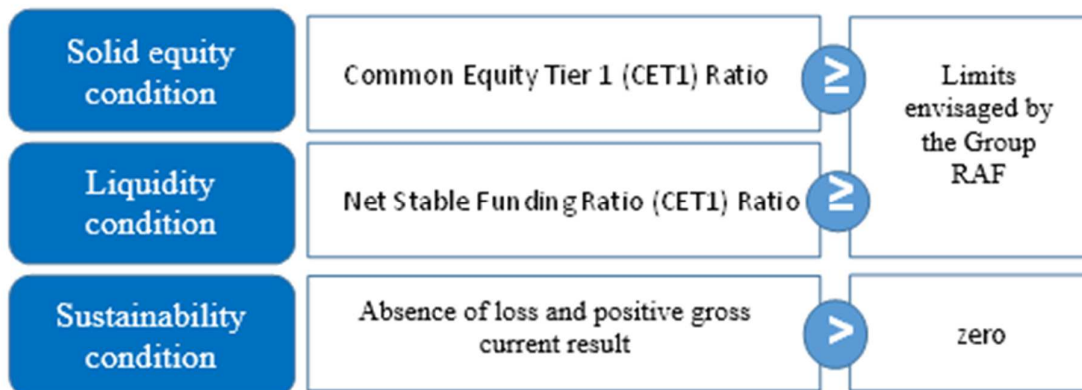 Solid equity
condition
Common Equity Tier 1 (CET1) Ratio
≥
Limits
envisaged by
the Group
RAF
Liquidity
condition
Net Stable Funding Ratio (CET1) Ratio
≥
Sustainability
condition
Absence of loss and positive gross
current result
>
zero